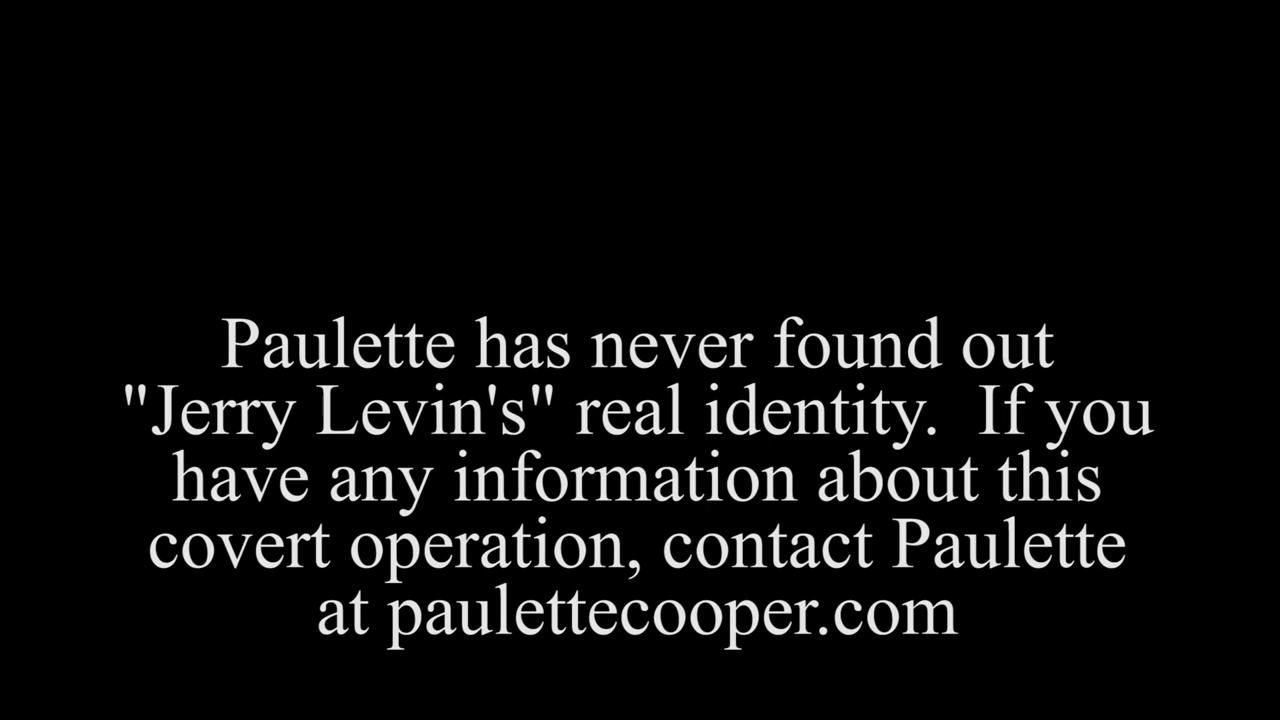 Paulette has never found out
"Jerry Levin's" real identity.  If you
have any information about this
covert operation, contact Paulette
at paulettecooper.com